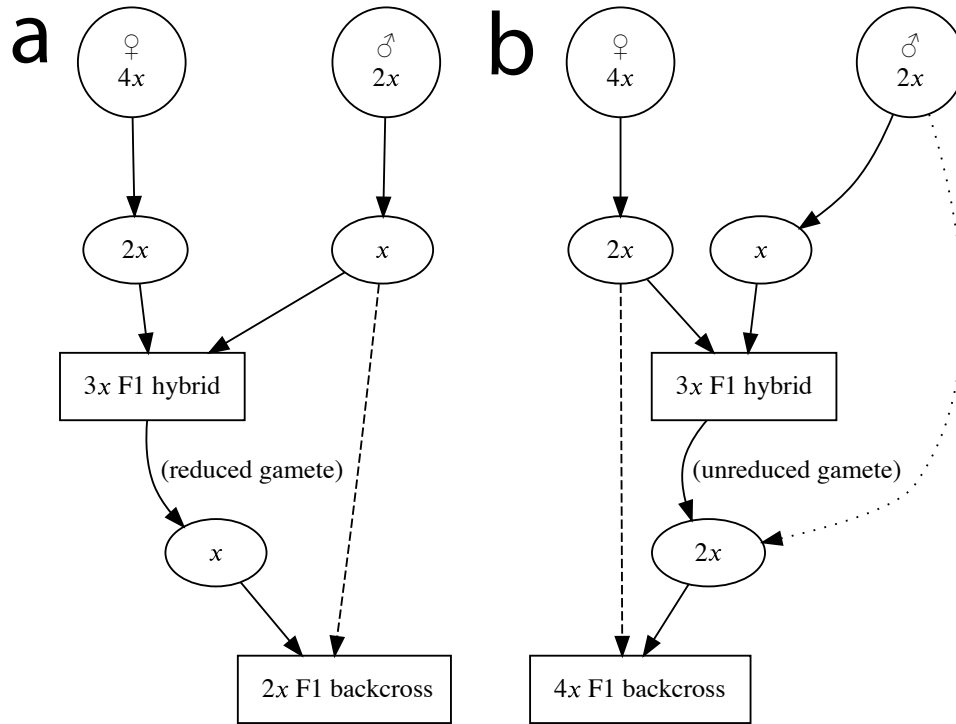 a
♀
4x
♂
2x
2x
x
3x F1 hybrid
(reduced gamete)
x
2x F1 backcross
b
♀
4x
♂
2x
2x
x
3x F1 hybrid
(unreduced gamete)
2x
4x F1 backcross